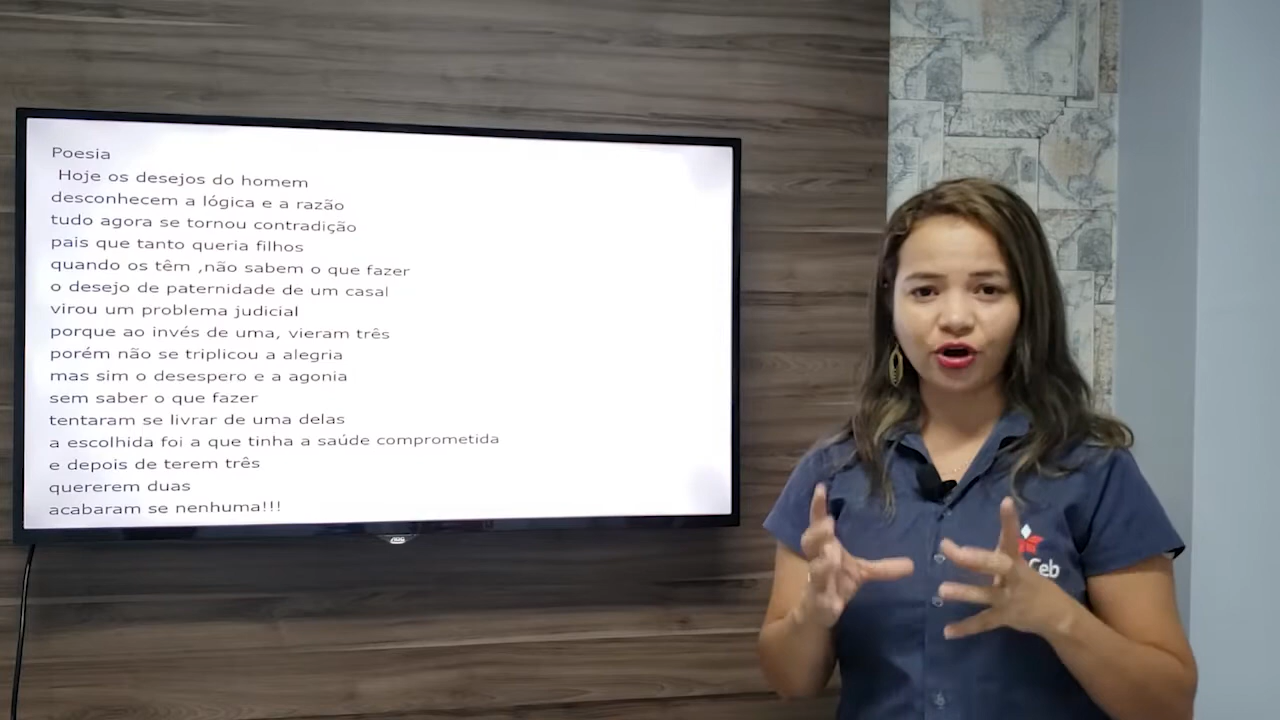 Poesia
Hoje os desejos do homem
desconhecem a lógica e a razão
tudo agora se tornou contradição
pais que tanto queria filhos
quando os têm ,não sabem o que fazer
o desejo de paternidade de um casal
virou um problema judicial
porque ao invés de uma, vieram três
porém não se triplicou a alegria
mas sim o desespero e a agonia
sem saber o que fazer
tentaram se livrar de uma delas
a escolhida foi a que tinha a saúde comprometida
e depois de terem três
quererem duas
acabaram se nenhuma!!!